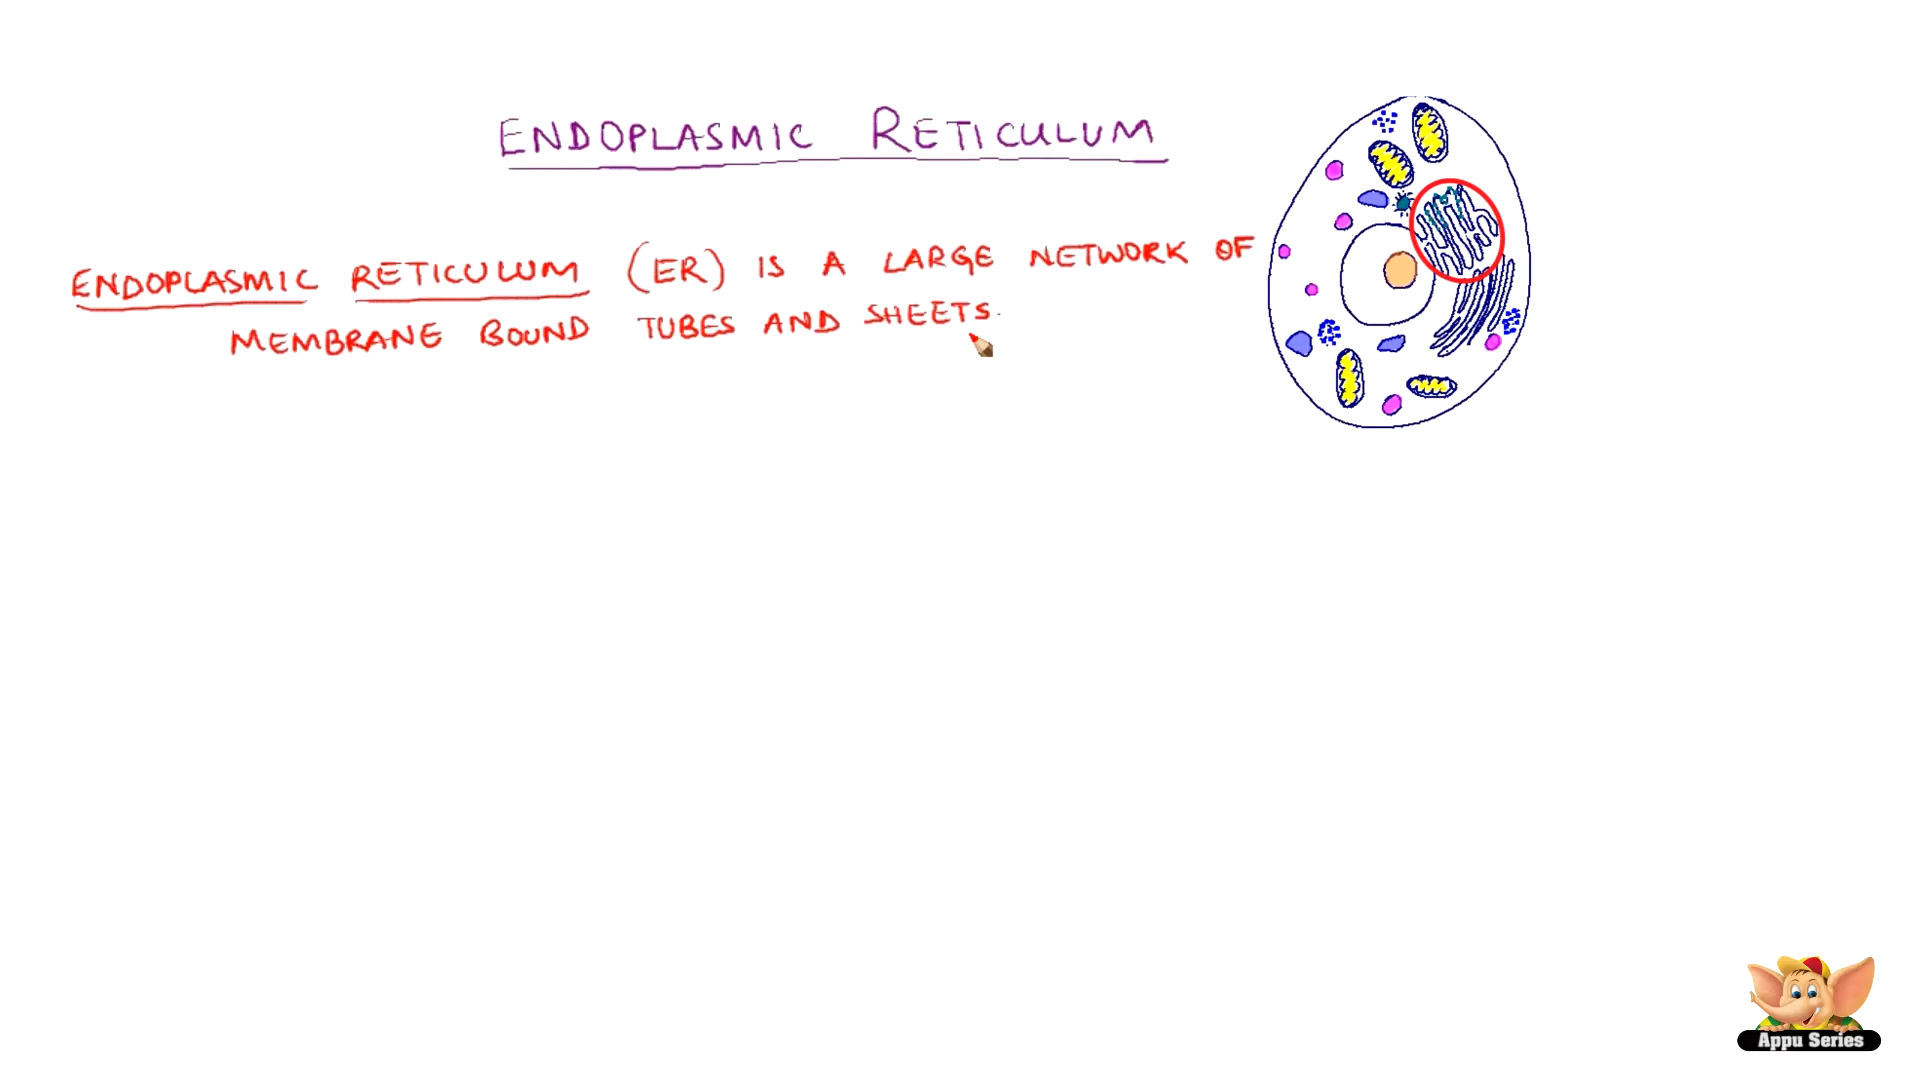 ENDOPLASMIC RETICULUM
ENDOPLASMIC RETICULUM (ER) IS A LARGE NETWORK OF
MEMBRANE BOUND TUBES AND SHEETS.
Appu Series